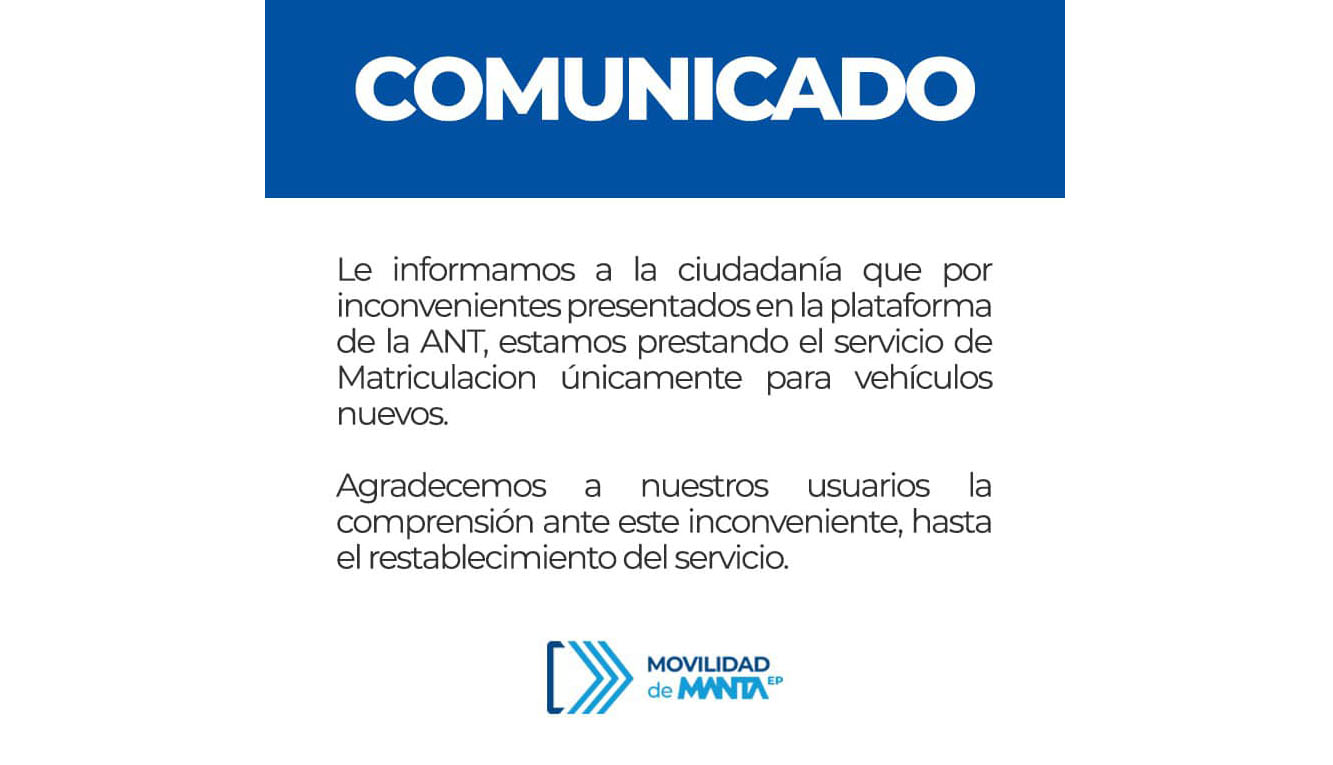 COMUNICADO
Le informamos a la ciudadanía que por
inconvenientes presentados en la plataforma
de la ANT, estamos prestando el servicio de
Matriculacion únicamente para vehículos
nuevos.
Agradecemos a nuestros usuarios la
comprensión ante este inconveniente, hasta
el restablecimiento del servicio.
MOVILIDAD
de MANTA EP